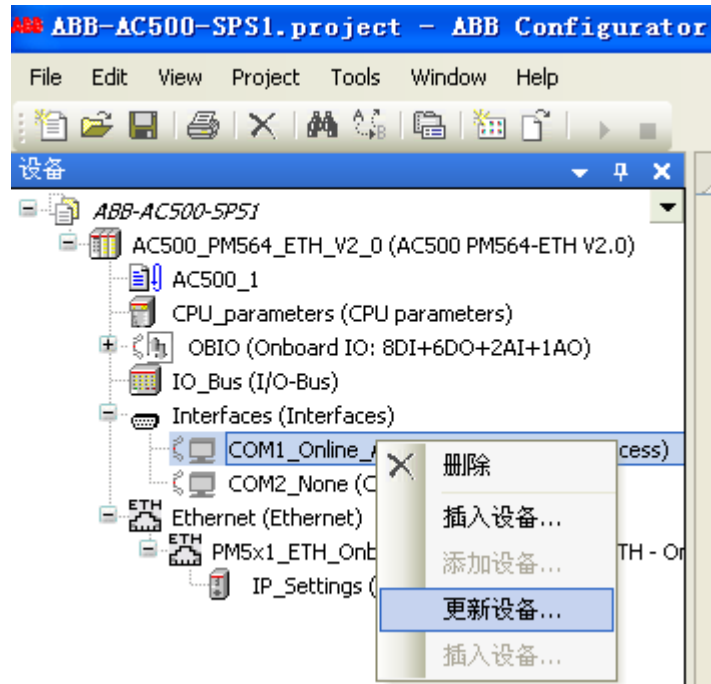 ABB-AC500-SPS1.project - ABB Configurator
File Edit View Project Tools Window Help
设备
ABB-AC500-SPS1
AC500_PM564_ETH_V2_0 (AC500 PM564-ETH V2.0)
AC500_1
CPU_parameters (CPU parameters)
OBIO (Onboard IO: 8DI+6DO+2AI+1AO)
IO_Bus (I/O-Bus)
Interfaces (Interfaces)
COM1_Online_A cess)
COM2_None (C
Ethernet (Ethernet)
PM5x1_ETH_Onb TH - Or
IP_Settings (
删除
插入设备...
添加设备...
更新设备...
插入设备...